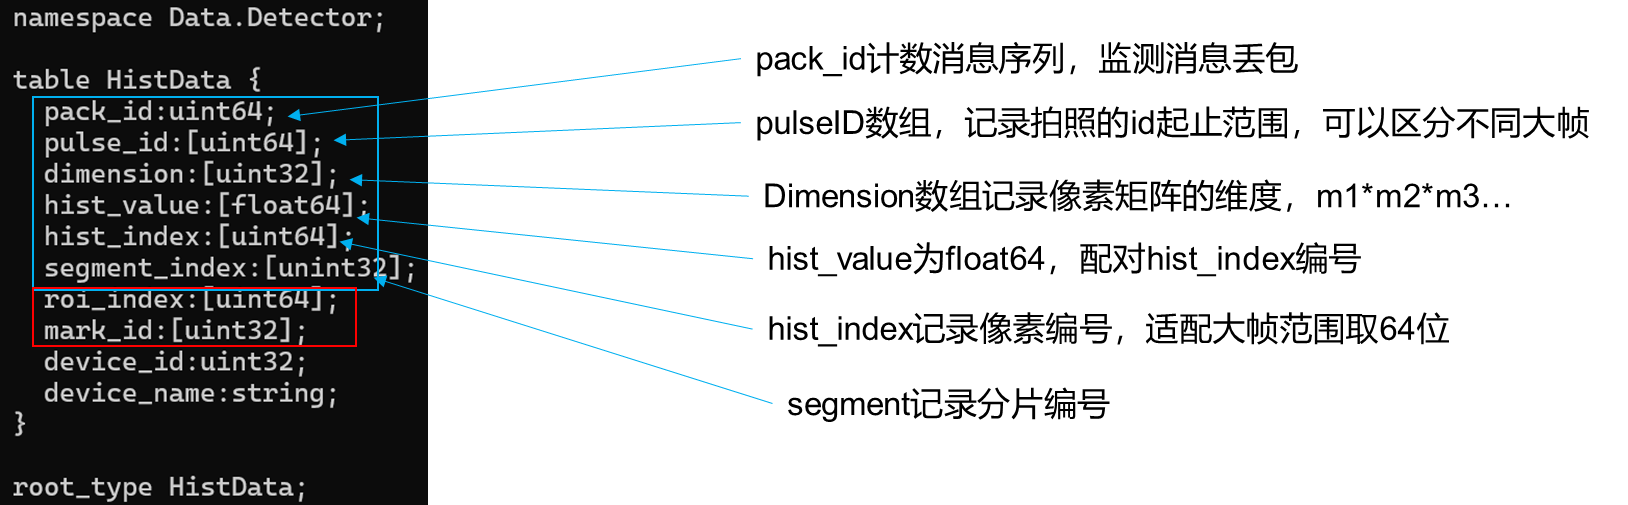 namespace Data.Detector;
table HistData {
pack_id:uint64;
pulse_id:[uint64];
dimension:[uint32];
hist_value:[float64];
hist_index:[uint64];
segment_index:[unint32];
roi_index:[uint64];
mark_id:[uint32];
device_id:uint32;
device_name:string;
}
root_type HistData;
pack_id计数消息序列，监测消息丢包
pulseID数组，记录拍照的id起止范围，可以区分不同大帧
Dimension数组记录像素矩阵的维度，m1*m2*m3…
hist_value为float64，配对hist_index编号
hist_index记录像素编号，适配大帧范围取64位
segment记录分片编号